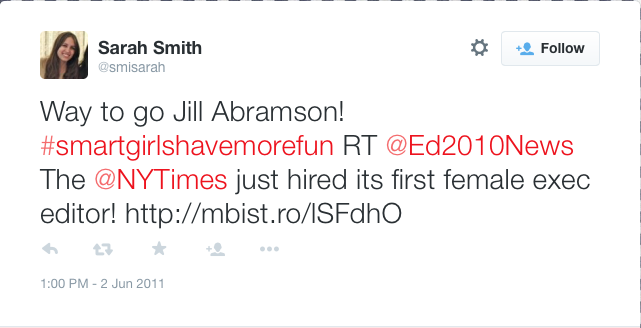 Sarah Smith
@smisarah
Follow
Way to go Jill Abramson!
#smartgirlshavemorefun RT @Ed2010News
The @NYTimes just hired its first female exec
editor! http://mbist.ro/lSFdhO
1:00 PM - 2 Jun 2011